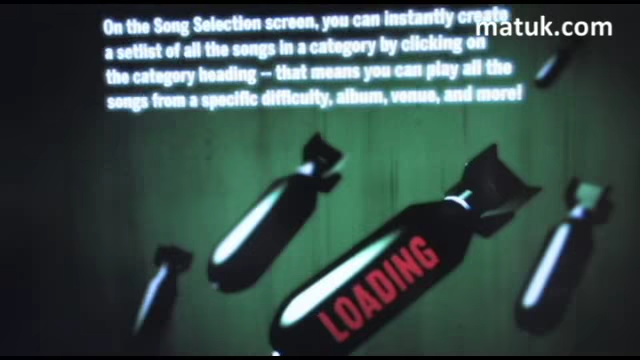 On the Song Selection screen, you can instantly create
a setlist of all the songs in a category by clicking on
the category heading – that means you can play all the
songs from a specific difficulty, album, venue, and more!
matuk.com
LOADING